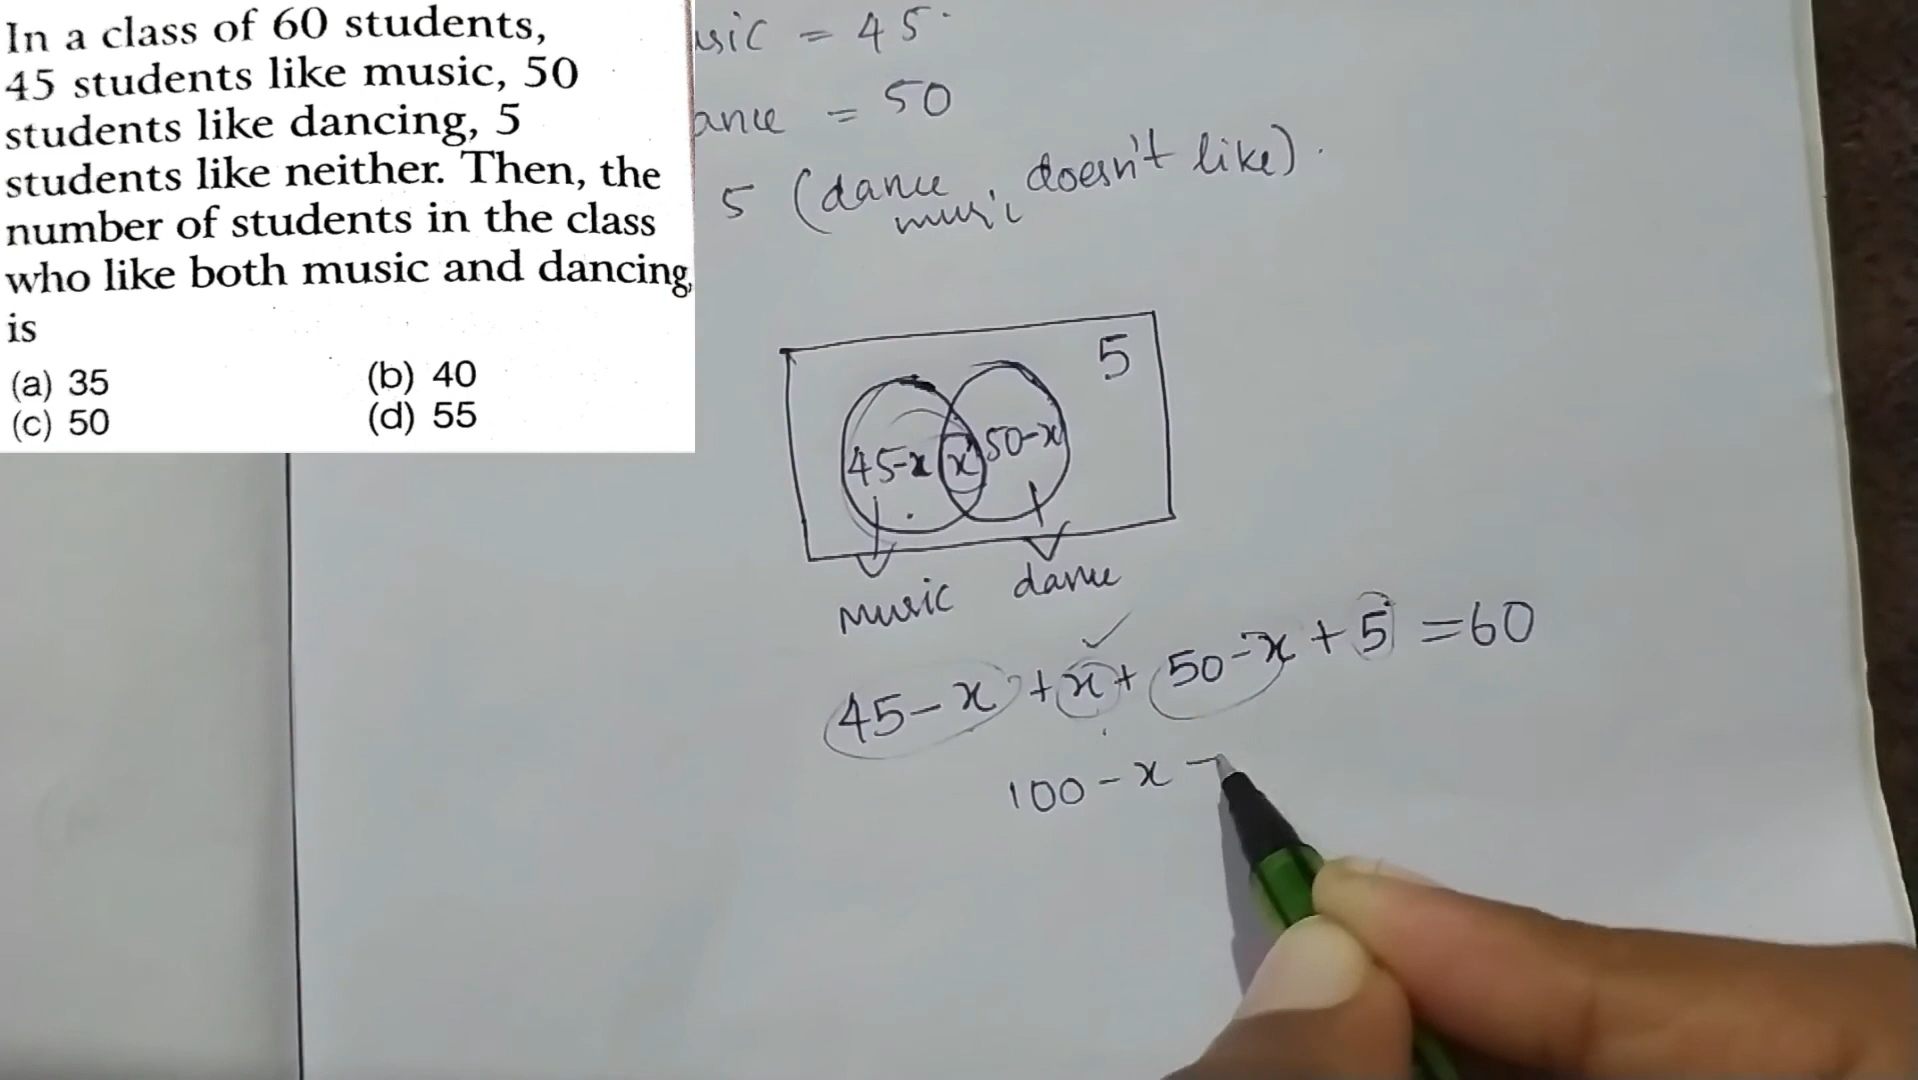 In a class of 60 students,
45 students like music, 50
students like dancing, 5
students like neither. Then, the
number of students in the class
who like both music and dancing,
is
(a) 35 (b) 40
(c) 50 (d) 55
usic = 45
ance = 50
5 (dance, music doesn't like).
5
45-x x 50-x
music dance
45-x + x + 50-x + 5 = 60
100 - x -